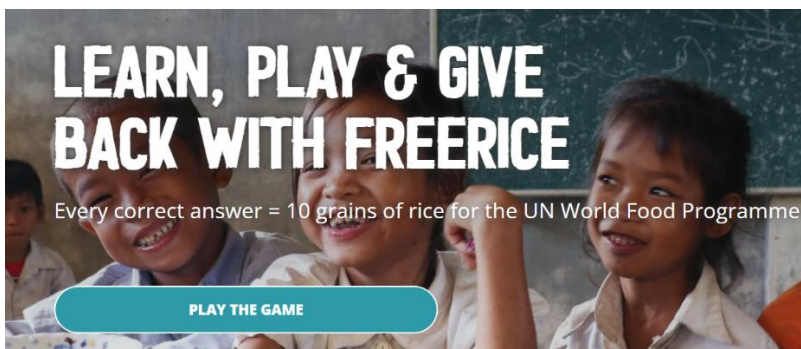 LEARN, PLAY & GIVE
BACK WITH FREERICE
Every correct answer = 10 grains of rice for the UN World Food Programme
PLAY THE GAME